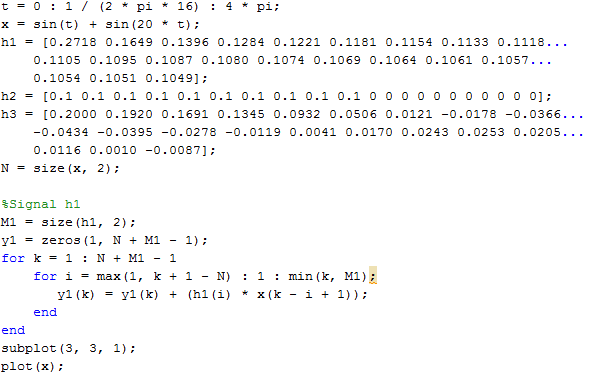 t = 0 : 1 / (2 * pi * 16) : 4 * pi;
x = sin(t) + sin(20 * t);
h1 = [0.2718 0.1649 0.1396 0.1284 0.1221 0.1181 0.1154 0.1133 0.1118...
0.1105 0.1095 0.1087 0.1080 0.1074 0.1069 0.1064 0.1061 0.1057...
0.1054 0.1051 0.1049];
h2 = [0.1 0.1 0.1 0.1 0.1 0.1 0.1 0.1 0.1 0.1 0 0 0 0 0 0 0 0 0 0 0];
h3 = [0.2000 0.1920 0.1691 0.1345 0.0932 0.0506 0.0121 -0.0178 -0.0366...
-0.0434 -0.0395 -0.0278 -0.0119 0.0041 0.0170 0.0243 0.0253 0.0205...
0.0116 0.0010 -0.0087];
N = size(x, 2);
%Signal h1
M1 = size(h1, 2);
y1 = zeros(1, N + M1 - 1);
for k = 1 : N + M1 - 1
for i = max(1, k + 1 - N) : 1 : min(k, M1);
y1(k) = y1(k) + (h1(i) * x(k - i + 1));
end
end
subplot(3, 3, 1);
plot(x);